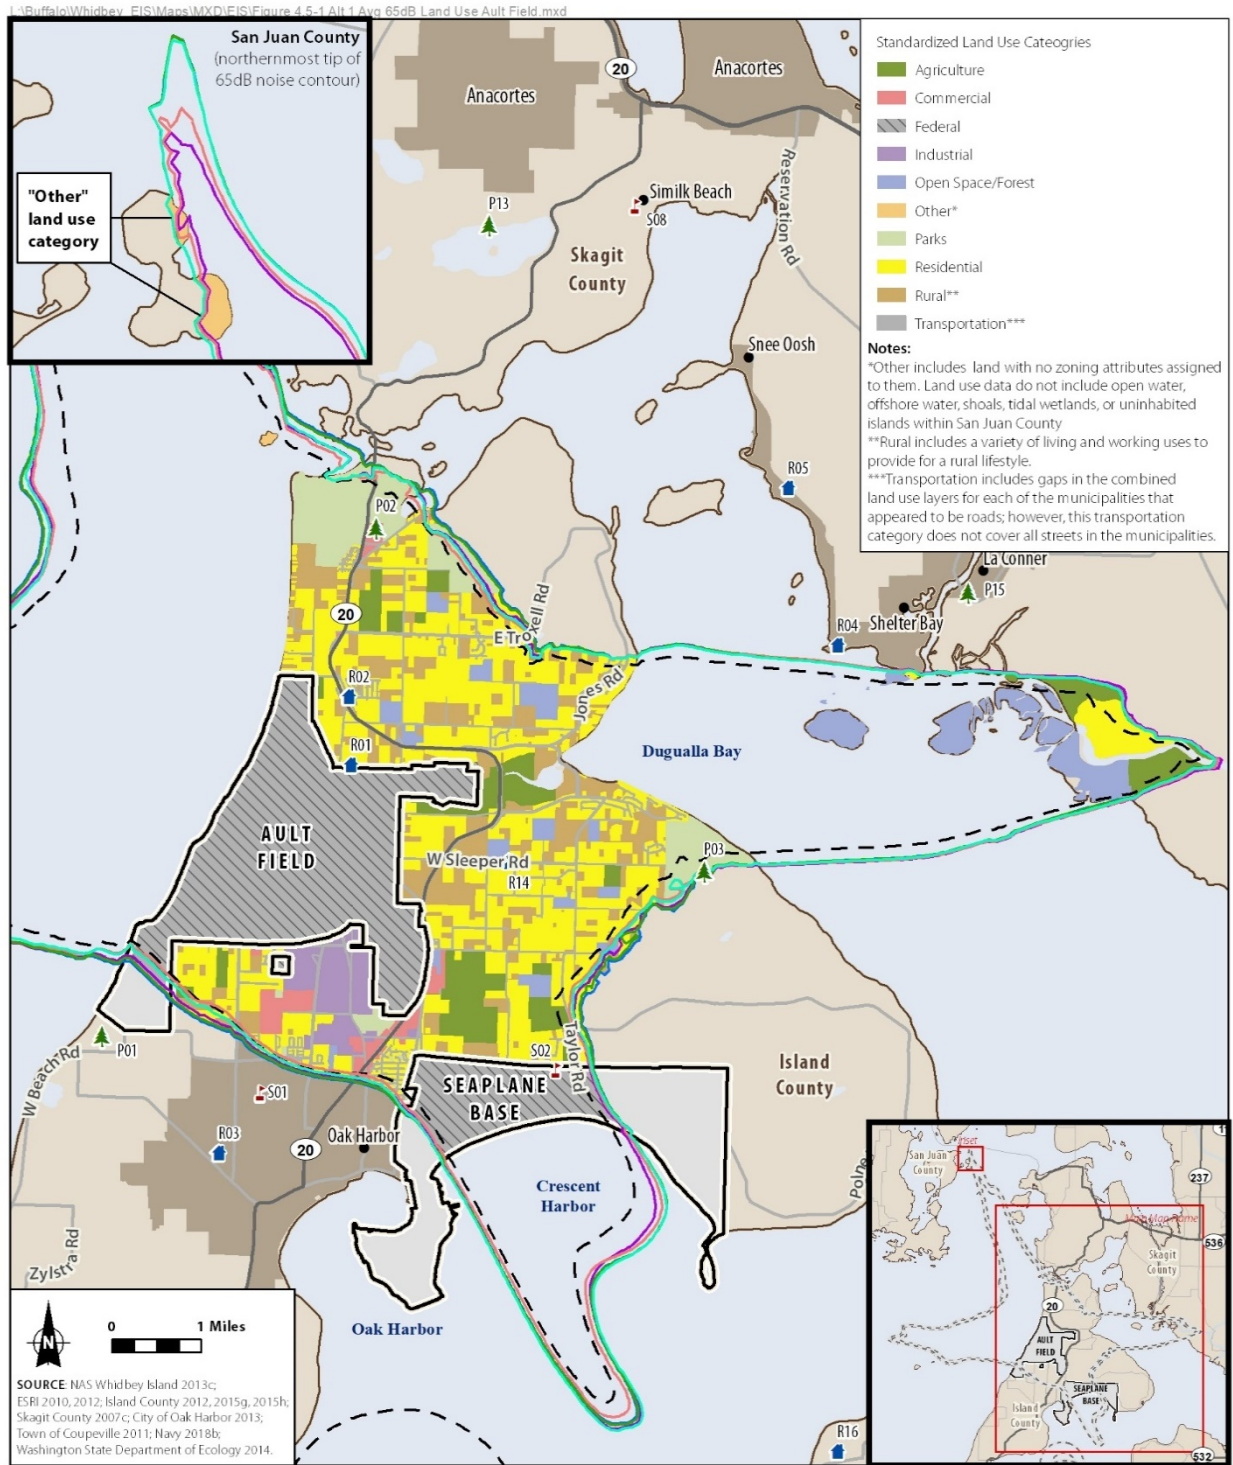 L:\Buffalo\Whidbey_EIS\Maps\MXD\EIS\Figure 4.5-1 Alt 1 Avg 65dB Land Use Ault Field.mxd
San Juan County
(northernmost tip of
65dB noise contour)
"Other"
land use
category
Standardized Land Use Cateogries
Agriculture
Commercial
Federal
Industrial
Open Space/Forest
Other*
Parks
Residential
Rural**
Transportation***
Notes:
*Other includes land with no zoning attributes assigned
to them. Land use data do not include open water,
offshore water, shoals, tidal wetlands, or uninhabited
islands within San Juan County
**Rural includes a variety of living and working uses to
provide for a rural lifestyle.
***Transportation includes gaps in the combined
land use layers for each of the municipalities that
appeared to be roads; however, this transportation
category does not cover all streets in the municipalities.
20
Anacortes
Anacortes
Reservation Rd
P13
Similk Beach
S08
Skagit
County
Snee Oosh
R05
P02
La Conner
P15
20
E Troxell Rd
R04
Shelter Bay
R02
Jones Rd
R01
Dugualla Bay
AULT
FIELD
W Sleeper Rd
P03
R14
Taylor Rd
P01
W Beach Rd
S02
SEAPLANE
BASE
Island
County
S01
R03
20
Oak Harbor
Crescent
Harbor
Zylstra Rd
Oak Harbor
R16
0 1 Miles
N
SOURCE: NAS Whidbey Island 2013c;
ESRI 2010, 2012; Island County 2012, 2015g, 2015h;
Skagit County 2007c; City of Oak Harbor 2013;
Town of Coupeville 2011; Navy 2018b;
Washington State Department of Ecology 2014.
Inset
San Juan
County
237
Main Map Frame
536
Skagit
County
20
AULT
FIELD
SEAPLANE
BASE
Island
County
532